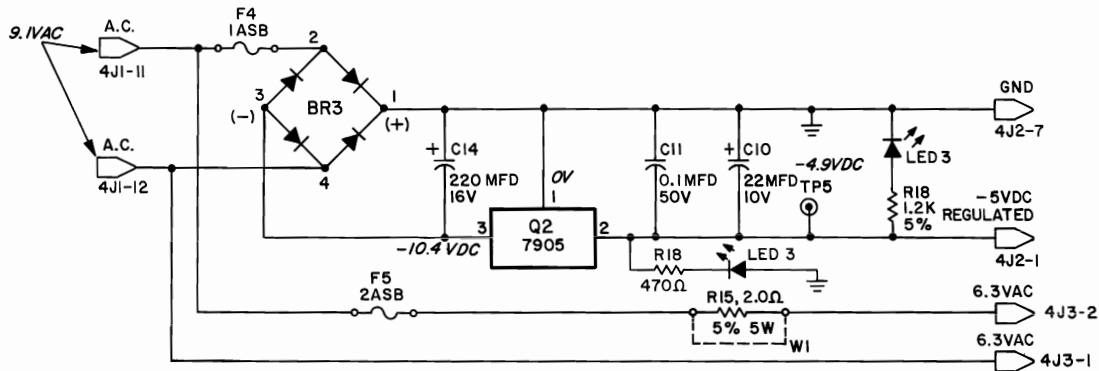 F4
1ASB
9.1VAC
A.C.
4J1-11
A.C.
4J1-12
2
3
(-)
BR3
1
(+)
4
+
C14
220 MFD
16V
0V
1
3
Q2
7905
2
-10.4VDC
C11
0.1MFD
50V
+
C10
22MFD
10V
-4.9VDC
TP5
GND
4J2-7
LED 3
R18
1.2K
5%
-5VDC
REGULATED
4J2-1
R18
470Ω
LED 3
F5
2ASB
R15, 2.0Ω
5% 5W
W1
6.3VAC
4J3-2
6.3VAC
4J3-1